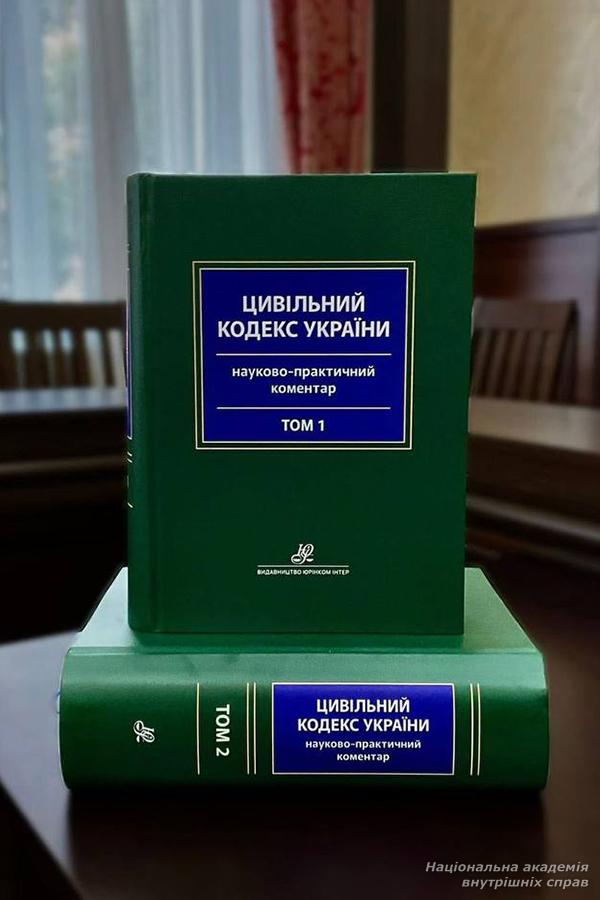 ЦИВІЛЬНИЙ
КОДЕКС УКРАЇНИ
науково-практичний
коментар
ТОМ 1
ВИДАВНИЦТВО ЮРІНКОМ ІНТЕР
ТОМ 2
ЦИВІЛЬНИЙ
КОДЕКС УКРАЇНИ
науково-практичний
коментар
Національна академія
внутрішніх справ